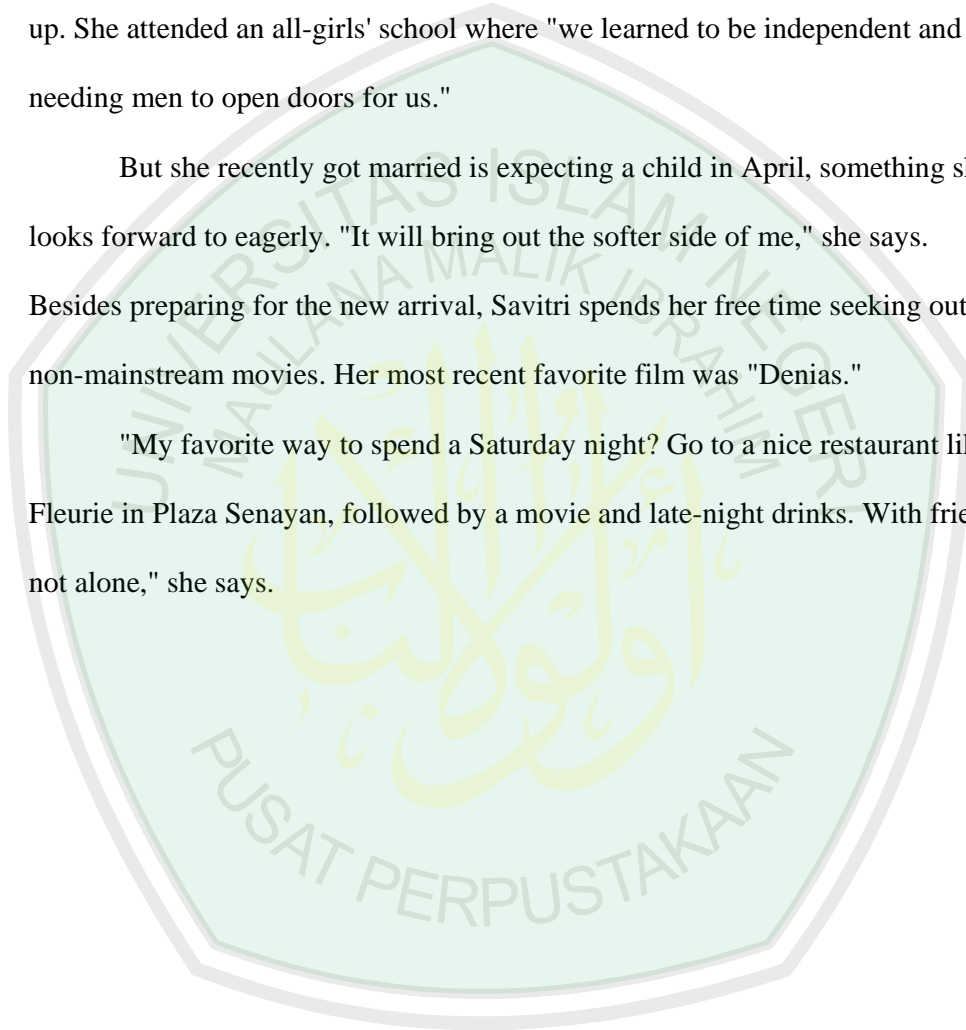 up. She attended an all-girls' school where "we learned to be independent and
needing men to open doors for us."
But she recently got married is expecting a child in April, something
looks forward to eagerly. "It will bring out the softer side of me," she says.
Besides preparing for the new arrival, Savitri spends her free time seeking out
non-mainstream movies. Her most recent favorite film was "Denias."
"My favorite way to spend a Saturday night? Go to a nice restaurant
Fleurie in Plaza Senayan, followed by a movie and late-night drinks. With
not alone," she says.
UNIVERSITAS ISLAM NEGERI
MAULANA MALIK IBRAHIM
PUSAT PERPUSTAKAAN